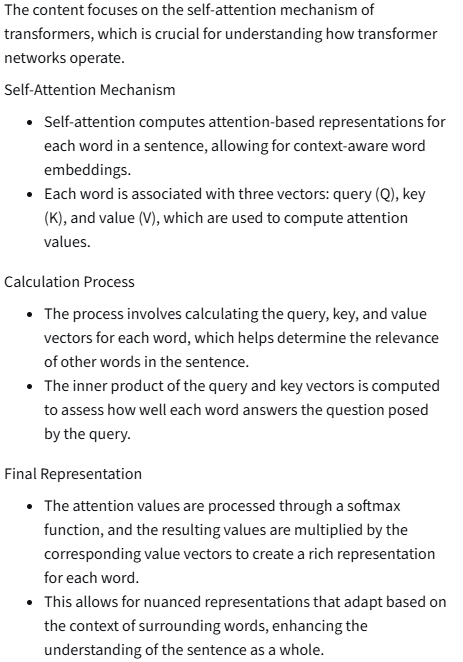 The content focuses on the self-attention mechanism of
transformers, which is crucial for understanding how transformer
networks operate.
Self-Attention Mechanism
• Self-attention computes attention-based representations for
each word in a sentence, allowing for context-aware word
embeddings.
• Each word is associated with three vectors: query (Q), key
(K), and value (V), which are used to compute attention
values.
Calculation Process
• The process involves calculating the query, key, and value
vectors for each word, which helps determine the relevance
of other words in the sentence.
• The inner product of the query and key vectors is computed
to assess how well each word answers the question posed
by the query.
Final Representation
• The attention values are processed through a softmax
function, and the resulting values are multiplied by the
corresponding value vectors to create a rich representation
for each word.
• This allows for nuanced representations that adapt based on
the context of surrounding words, enhancing the
understanding of the sentence as a whole.